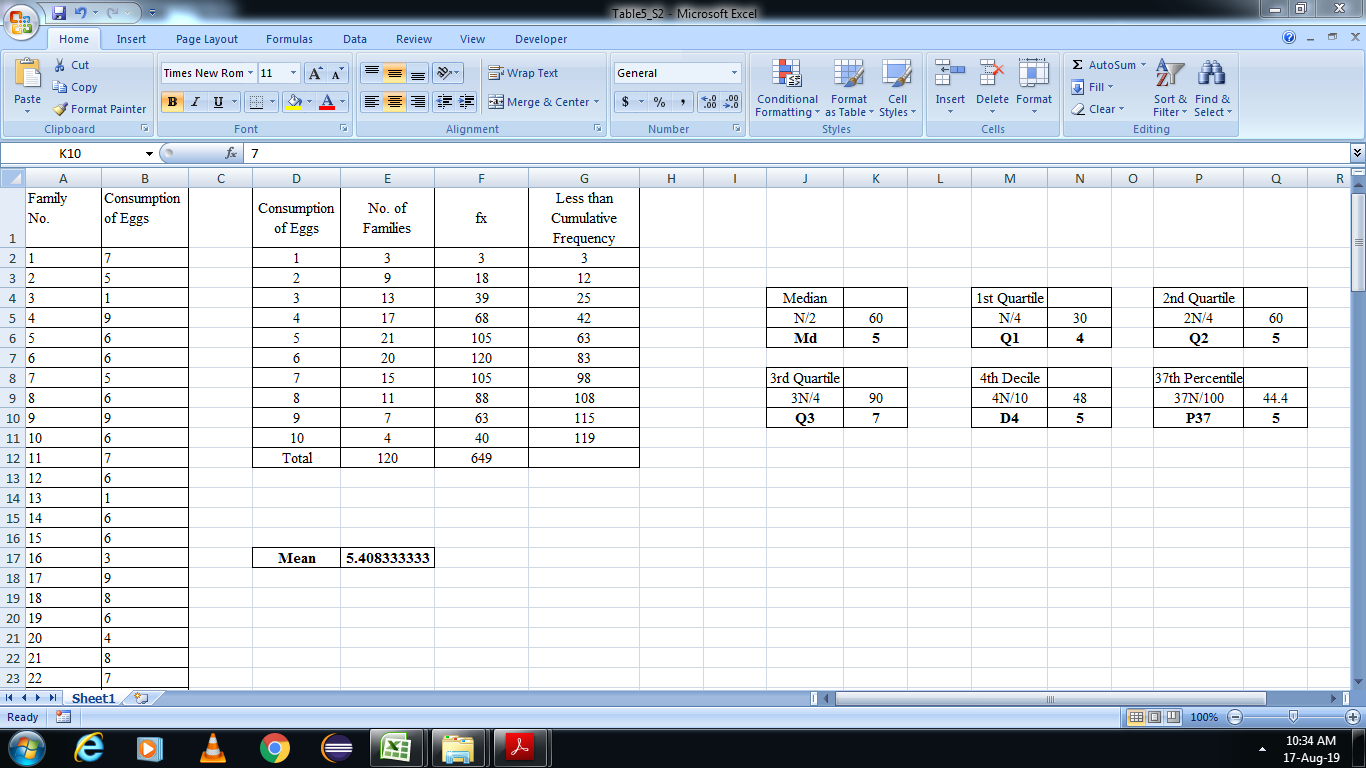 Table5_S2 - Microsoft Excel
Home Insert Page Layout Formulas Data Review View Developer
Paste
Cut
Copy
Format Painter
Clipboard
Times New Rom 11 A A
B I U A
Font
Wrap Text
Merge & Center
Alignment
General
$ % , .00 .0
Number
Conditional Formatting
Format as Table
Cell Styles
Styles
Insert Delete Format
Cells
Σ AutoSum
Fill
Clear
Sort & Filter
Find & Select
Editing
K10 fx 7
A B C D E F G H I J K L M N O P Q R
Family No.
Consumption of Eggs
Consumption of Eggs
No. of Families
fx
Less than Cumulative Frequency
1
2 1 7 1 3 3 3
3 2 5 2 9 18 12
4 3 1 3 13 39 25 Median 1st Quartile 2nd Quartile
5 4 9 4 17 68 42 N/2 60 N/4 30 2N/4 60
6 5 6 5 21 105 63 Md 5 Q1 4 Q2 5
7 6 6 6 20 120 83
8 7 5 7 15 105 98 3rd Quartile 4th Decile 37th Percentile
9 8 6 8 11 88 108 3N/4 90 4N/10 48 37N/100 44.4
10 9 9 9 7 63 115 Q3 7 D4 5 P37 5
11 10 6 10 4 40 119
12 11 7 Total 120 649
13 12 6
14 13 1
15 14 6
16 15 6
17 16 3 Mean 5.408333333
18 17 9
19 18 8
20 19 6
21 20 4
22 21 8
23 22 7
Sheet1
Ready 100%
10:34 AM
17-Aug-19